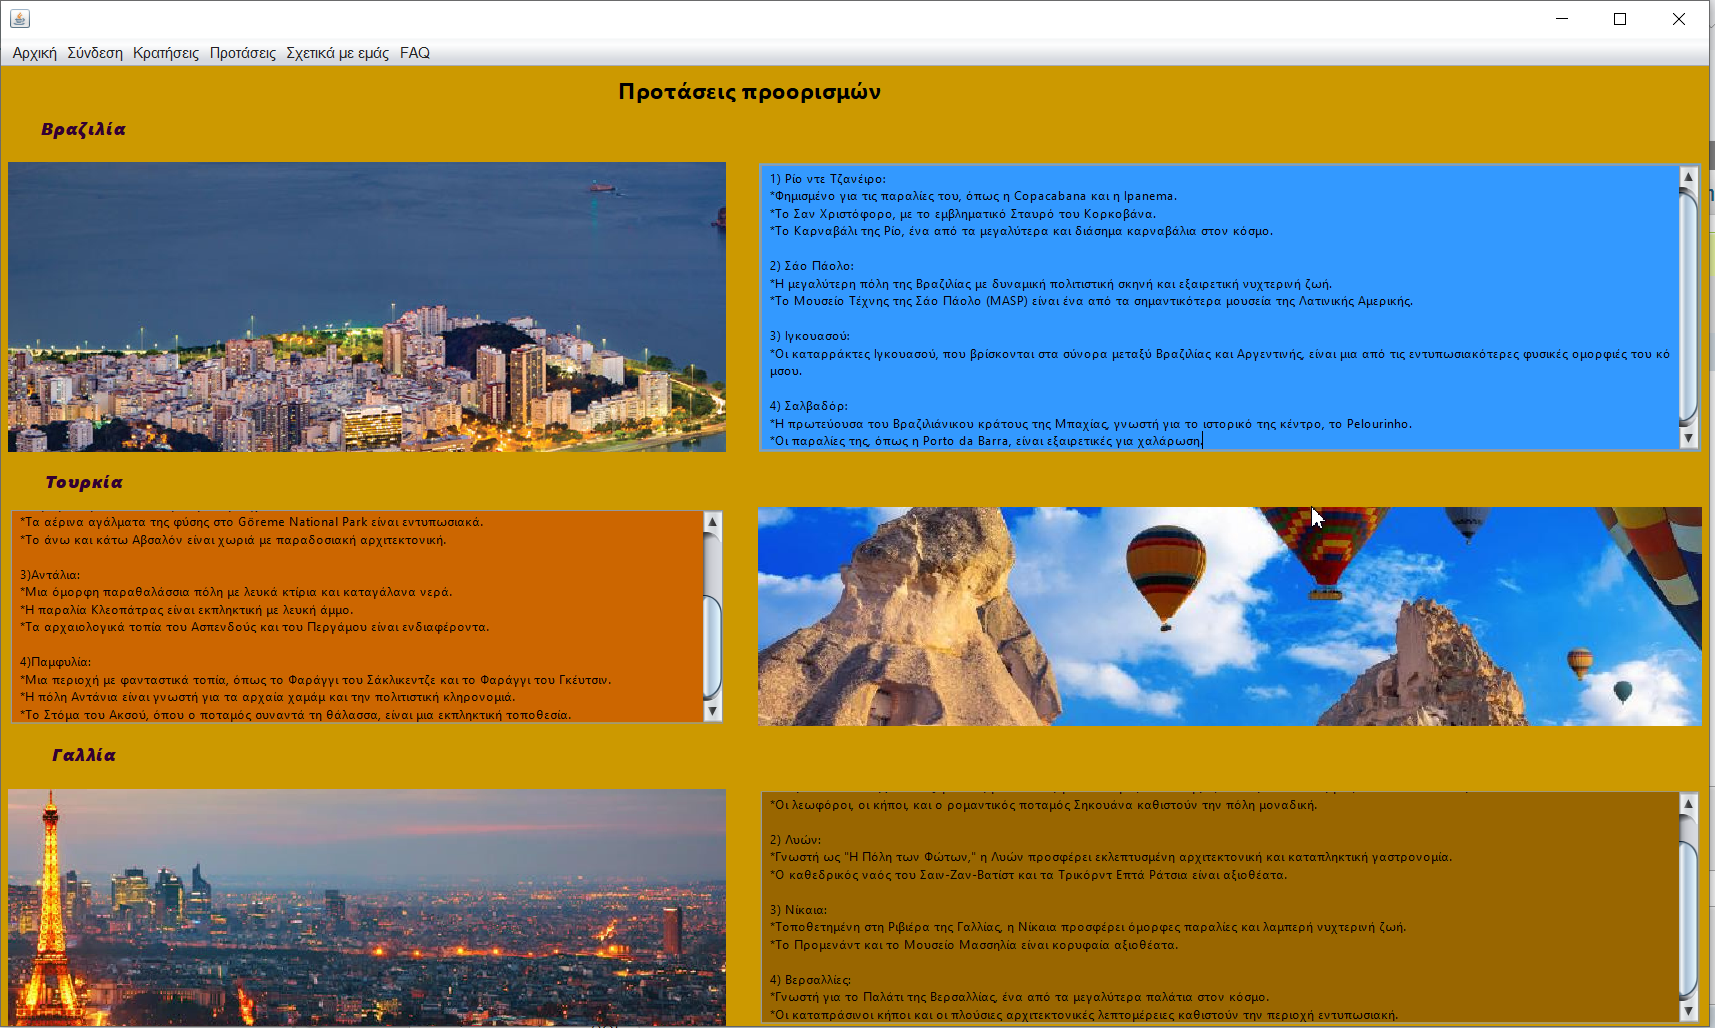 Αρχική Σύνδεση Κρατήσεις Προτάσεις Σχετικά με εμάς FAQ
Προτάσεις προορισμών
Βραζιλία
1) Ρίο ντε Τζανέιρο:
*Φημισμένο για τις παραλίες του, όπως η Copacabana και η Ipanema.
*Το Σαν Χριστόφορο, με το εμβληματικό Σταυρό του Κορκοβάνα.
*Το Καρναβάλι της Ρίο, ένα από τα μεγαλύτερα και διάσημα καρναβάλια στον κόσμο.
2) Σάο Πάολο:
*Η μεγαλύτερη πόλη της Βραζιλίας με δυναμική πολιτιστική σκηνή και εξαιρετική νυχτερινή ζωή.
*Το Μουσείο Τέχνης της Σάο Πάολο (MASP) είναι ένα από τα σημαντικότερα μουσεία της Λατινικής Αμερικής.
3) Ιγκουασού:
*Οι καταρράκτες Ιγκουασού, που βρίσκονται στα σύνορα μεταξύ Βραζιλίας και Αργεντινής, είναι μια από τις εντυπωσιακότερες φυσικές ομορφιές του κό
μσου.
4) Σαλβαδόρ:
*Η πρωτεύουσα του Βραζιλιάνικου κράτους της Μπαχίας, γνωστή για το ιστορικό της κέντρο, το Pelourinho.
*Οι παραλίες της, όπως η Porto da Barra, είναι εξαιρετικές για χαλάρωση.
Τουρκία
*Τα αέρινα αγάλματα της φύσης στο Göreme National Park είναι εντυπωσιακά.
*Το άνω και κάτω Αβσαλόν είναι χωριά με παραδοσιακή αρχιτεκτονική.
3)Αντάλια:
*Μια όμορφη παραθαλάσσια πόλη με λευκά κτίρια και καταγάλανα νερά.
*Η παραλία Κλεοπάτρας είναι εκπληκτική με λευκή άμμο.
*Τα αρχαιολογικά τοπία του Ασπενδούς και του Περγάμου είναι ενδιαφέροντα.
4)Παμφυλία:
*Μια περιοχή με φανταστικά τοπία, όπως το Φαράγγι του Σάκλικεντζε και το Φαράγγι του Γκέυτσιν.
*Η πόλη Αντάνια είναι γνωστή για τα αρχαία χαμάμ και την πολιτιστική κληρονομιά.
*Το Στόμα του Ακσού, όπου ο ποταμός συναντά τη θάλασσα, είναι μια εκπληκτική τοποθεσία.
Γαλλία
*Οι λεωφόροι, οι κήποι, και ο ρομαντικός ποταμός Σηκουάνα καθιστούν την πόλη μοναδική.
2) Λυών:
*Γνωστή ως "Η Πόλη των Φώτων," η Λυών προσφέρει εκλεπτυσμένη αρχιτεκτονική και καταπληκτική γαστρονομία.
*Ο καθεδρικός ναός του Σαιν-Ζαν-Βατίστ και τα Τρικόρντ Επτά Ράτσια είναι αξιοθέατα.
3) Νίκαια:
*Τοποθετημένη στη Ριβιέρα της Γαλλίας, η Νίκαια προσφέρει όμορφες παραλίες και λαμπερή νυχτερινή ζωή.
*Το Προμενάντ και το Μουσείο Μασσηλία είναι κορυφαία αξιοθέατα.
4) Βερσαλλίες:
*Γνωστή για το Παλάτι της Βερσαλλίας, ένα από τα μεγαλύτερα παλάτια στον κόσμο.
*Οι καταπράσινοι κήποι και οι πλούσιες αρχιτεκτονικές λεπτομέρειες καθιστούν την περιοχή εντυπωσιακή.